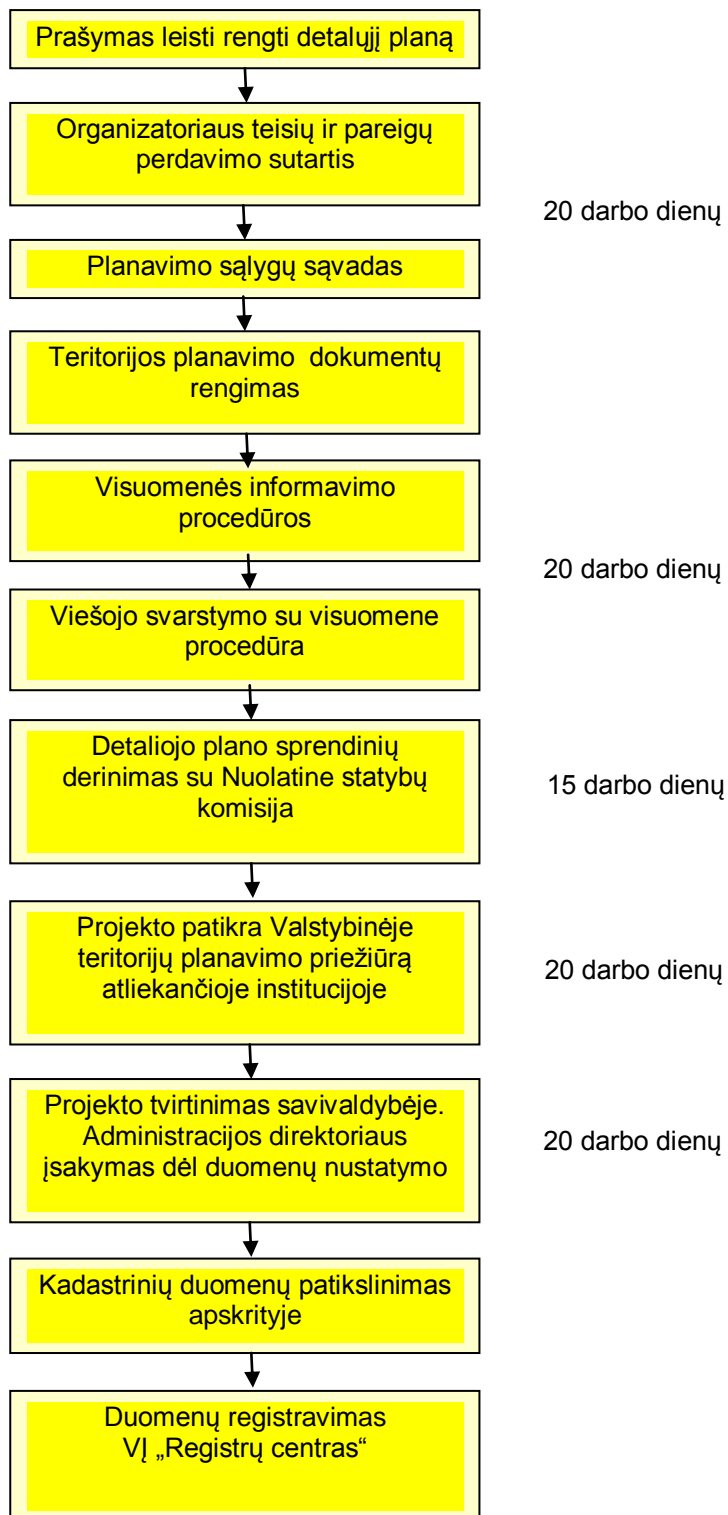 Prašymas leisti rengti detalųjį planą
Organizatoriaus teisių ir pareigų
perdavimo sutartis
20 darbo dienų
Planavimo sąlygų sąvadas
Teritorijos planavimo dokumentų
rengimas
Visuomenės informavimo
procedūros
20 darbo dienų
Viešojo svarstymo su visuomene
procedūra
Detaliojo plano sprendinių
derinimas su Nuolatine statybų
komisija
15 darbo dienų
Projekto patikra Valstybinėje
teritorijų planavimo priežiūrą
atliekančioje institucijoje
20 darbo dienų
Projekto tvirtinimas savivaldybėje.
Administracijos direktoriaus
įsakymas dėl duomenų nustatymo
20 darbo dienų
Kadastrinių duomenų patikslinimas
apskrityje
Duomenų registravimas
VĮ „Registrų centras“